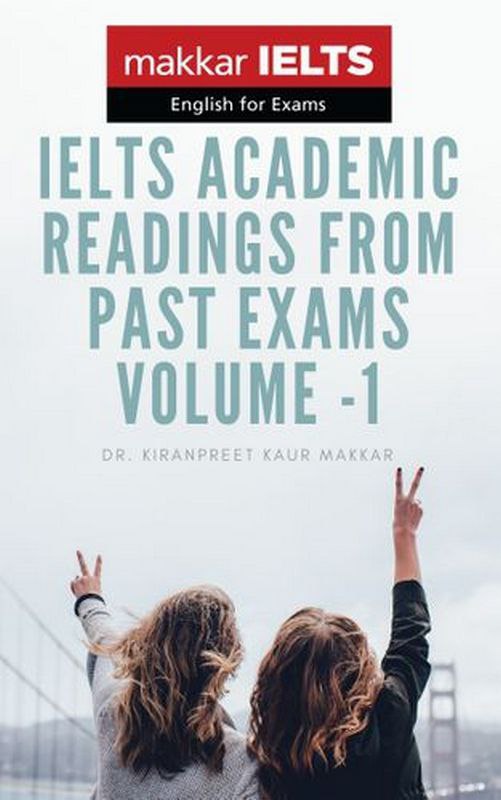 makkar IELTS
English for Exams
IELTS ACADEMIC
READINGS FROM
PAST EXAMS
VOLUME -1
DR. KIRANPREET KAUR MAKKAR